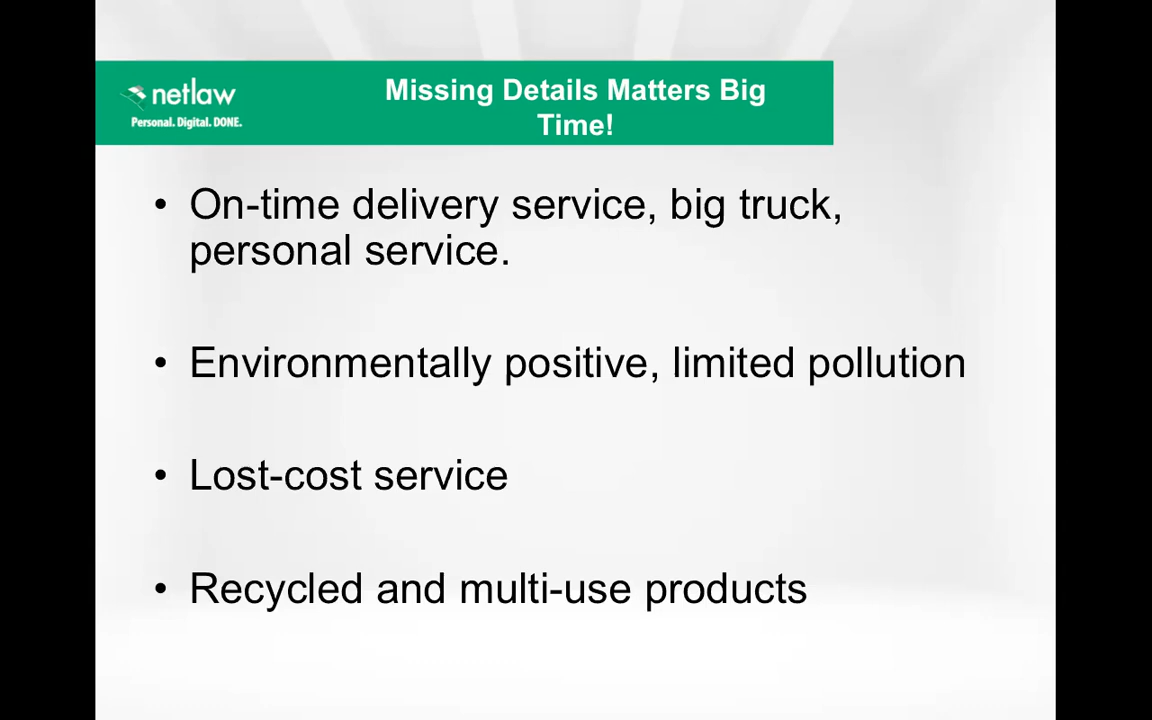 netlaw
Personal. Digital. DONE.
Missing Details Matters Big
Time!
• On-time delivery service, big truck,
personal service.
• Environmentally positive, limited pollution
• Lost-cost service
• Recycled and multi-use products